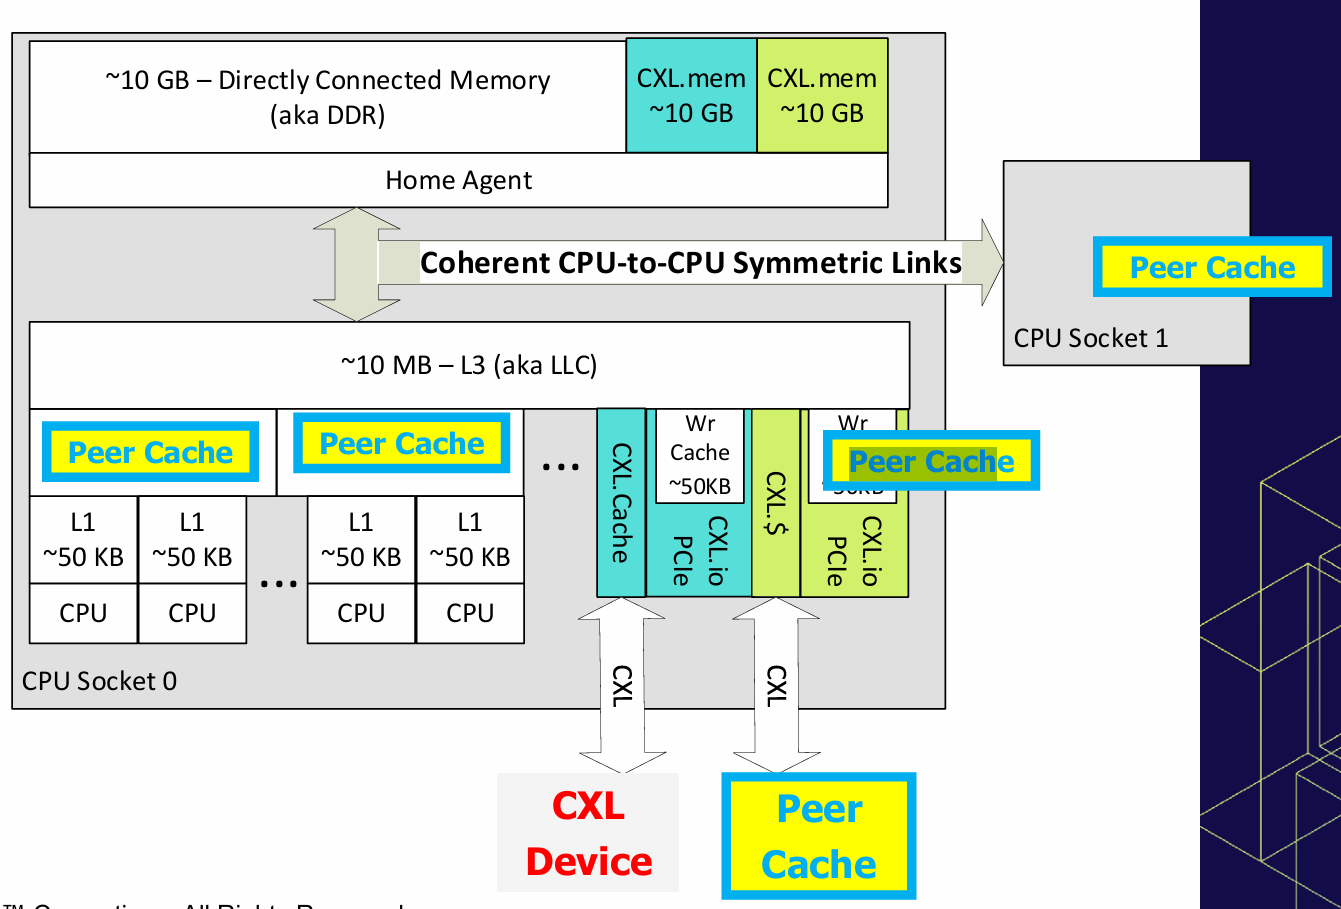 ~10 GB – Directly Connected Memory
(aka DDR)
CXL.mem
~10 GB
CXL.mem
~10 GB
Home Agent
Coherent CPU-to-CPU Symmetric Links
Peer Cache
CPU Socket 1
~10 MB – L3 (aka LLC)
Peer Cache
Peer Cache
...
CXL.Cache
Wr
Cache
~50KB
CXL.io
PCIe
CXL.$
Wr
Peer Cache
~50KB
CXL.io
PCIe
L1
~50 KB
L1
~50 KB
...
L1
~50 KB
L1
~50 KB
CPU
CPU
CPU
CPU
CPU Socket 0
CXL
CXL
CXL
Device
Peer
Cache